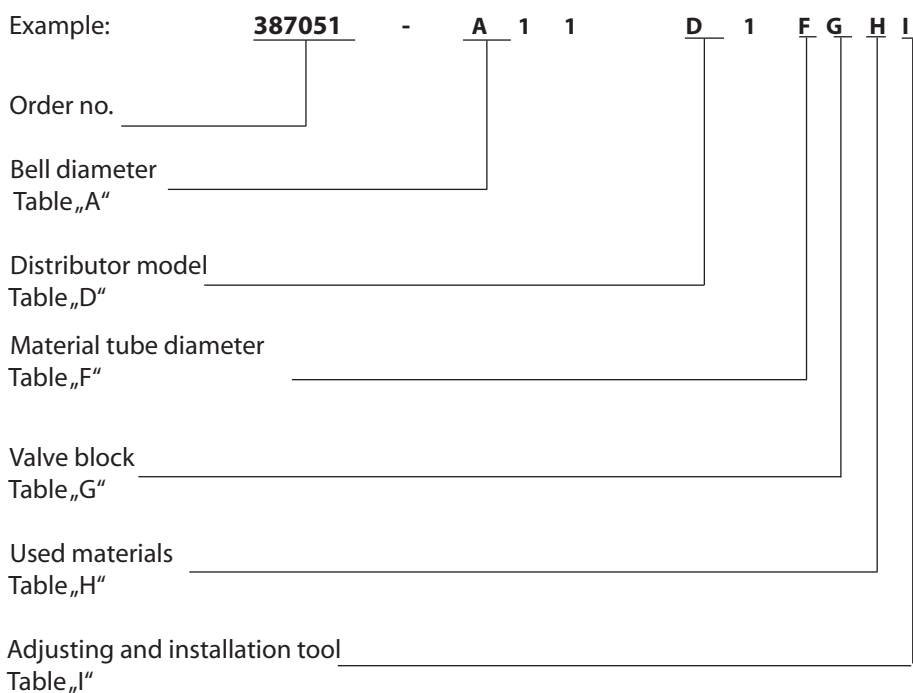 Example: 387051 - A 1 1 D 1 F G H I
Order no.
Bell diameter
Table „A“
Distributor model
Table „D“
Material tube diameter
Table „F“
Valve block
Table „G“
Used materials
Table „H“
Adjusting and installation tool
Table „I“